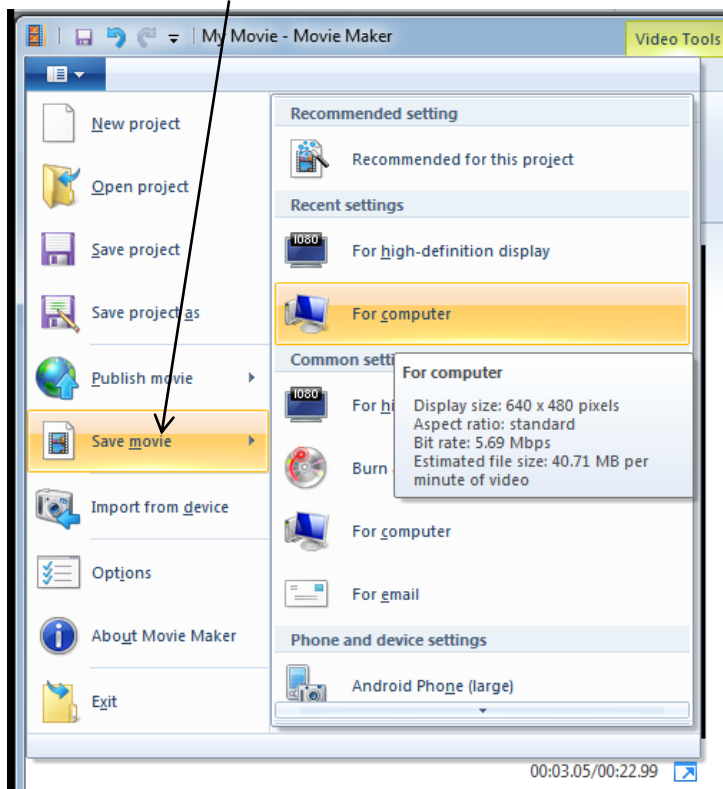 My Movie - Movie Maker
Video Tools
New project
Open project
Save project
Save project as
Publish movie
Save movie
Import from device
Options
About Movie Maker
Exit
Recommended setting
Recommended for this project
Recent settings
1080
For high-definition display
For computer
Common setti
1080
For hi
Burn
For computer
For email
Phone and device settings
Android Phone (large)
For computer
Display size: 640 x 480 pixels
Aspect ratio: standard
Bit rate: 5.69 Mbps
Estimated file size: 40.71 MB per
minute of video
00:03.05/00:22.99